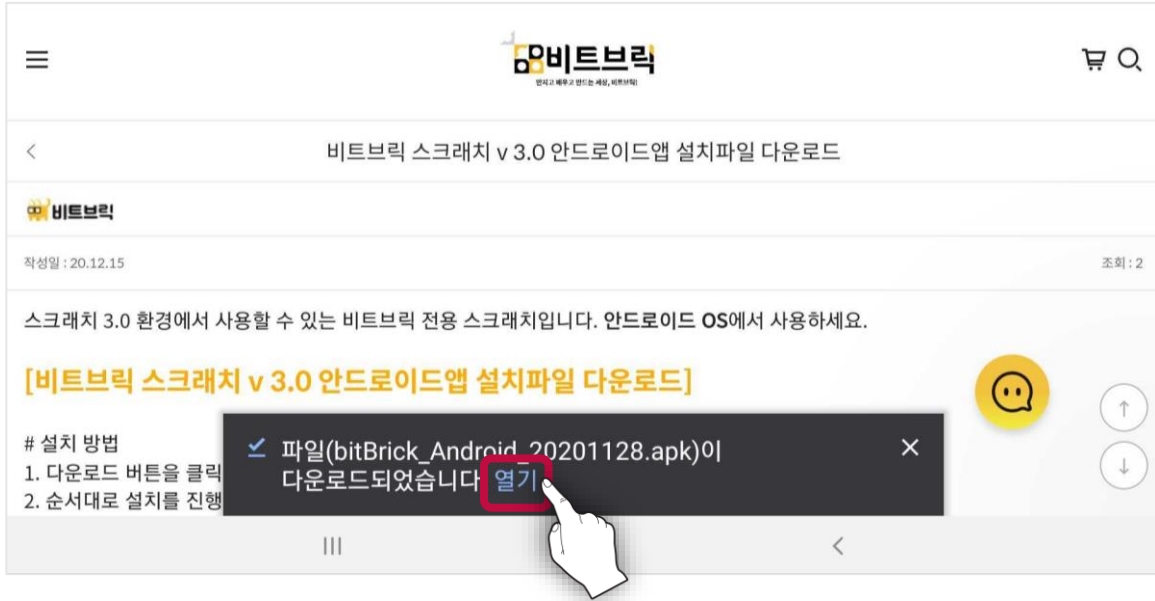 비트브릭
만지고 배우고 만드는 세상, 비트브릭!
비트브릭 스크래치 v 3.0 안드로이드앱 설치파일 다운로드
비트브릭
작성일 : 20.12.15
조회 : 2
스크래치 3.0 환경에서 사용할 수 있는 비트브릭 전용 스크래치입니다. 안드로이드 OS에서 사용하세요.
[비트브릭 스크래치 v 3.0 안드로이드앱 설치파일 다운로드]
# 설치 방법
1. 다운로드 버튼을 클릭
2. 순서대로 설치를 진행
파일(bitBrick_Android_20201128.apk)이
다운로드되었습니다 열기